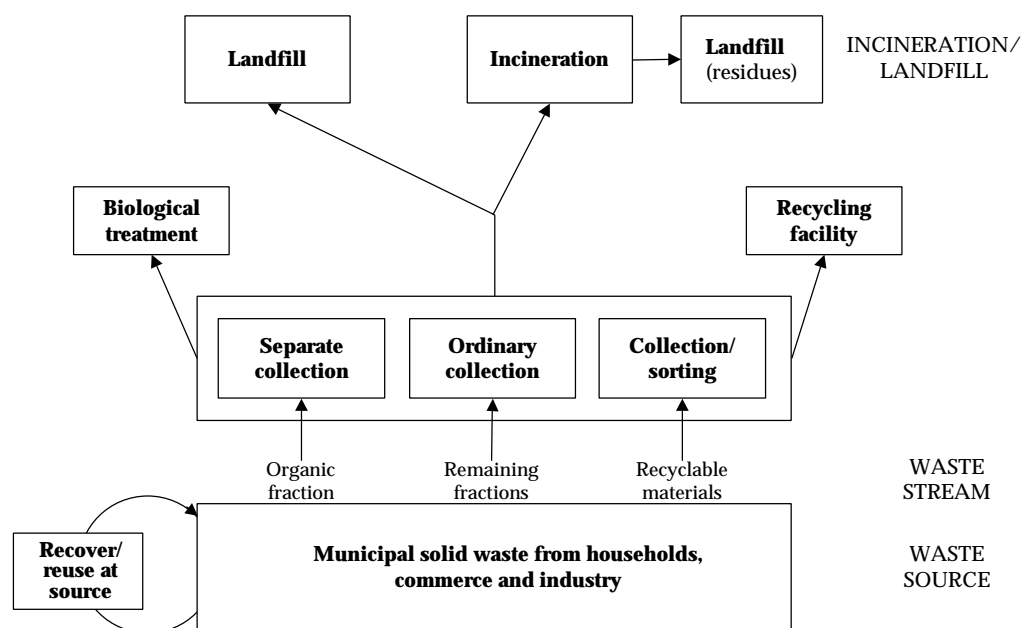 Landfill
Incineration
Landfill
(residues)
INCINERATION/
LANDFILL
Biological
treatment
Recycling
facility
Separate
collection
Ordinary
collection
Collection/
sorting
Organic
fraction
Remaining
fractions
Recyclable
materials
WASTE
STREAM
Recover/
reuse at
source
Municipal solid waste from households,
commerce and industry
WASTE
SOURCE